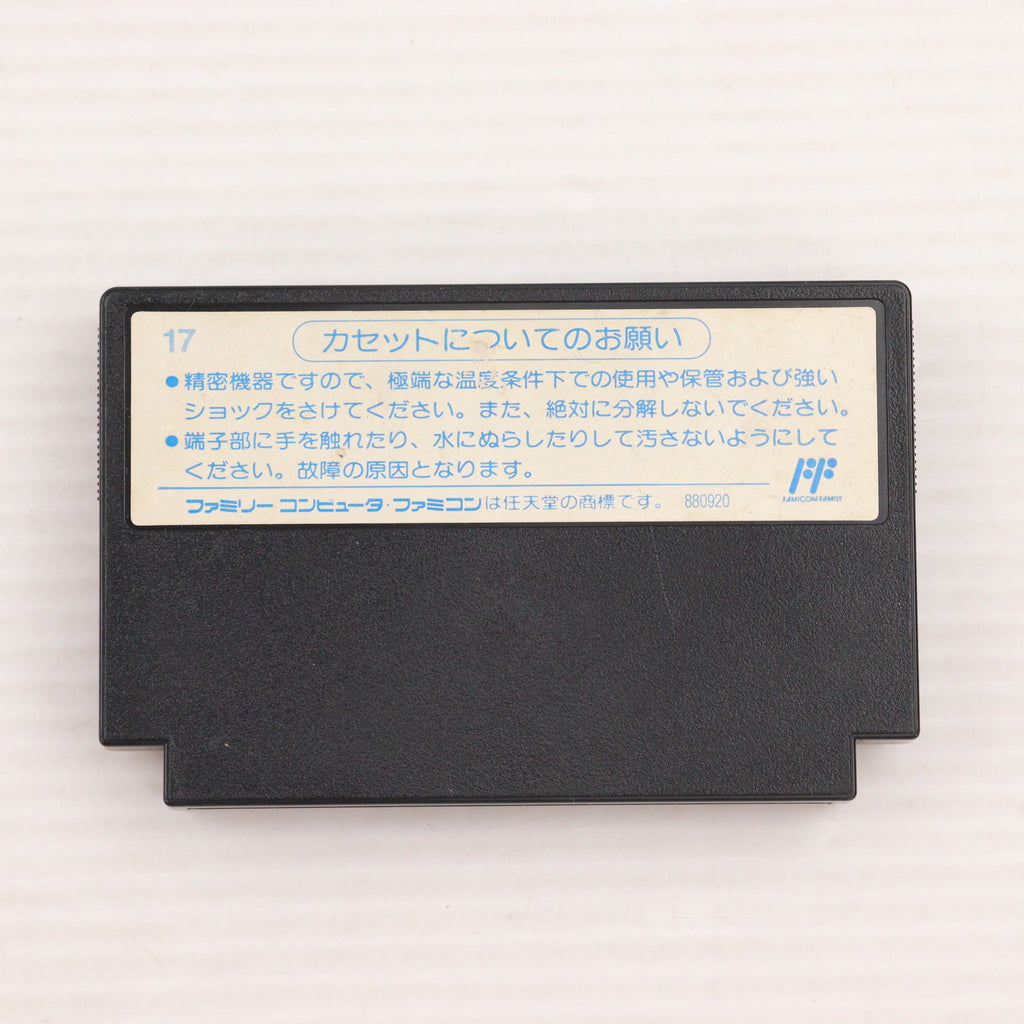 17
カセットについてのお願い
●精密機器ですので、極端な温度条件下での使用や保管および強い
ショックをさけてください。また、絶対に分解しないでください。
●端子部に手を触れたり、水にぬらしたりして汚さないようにして
ください。故障の原因となります。
FAMICOM FAMILY
ファミリー コンピュータ・ファミコンは任天堂の商標です。 880920